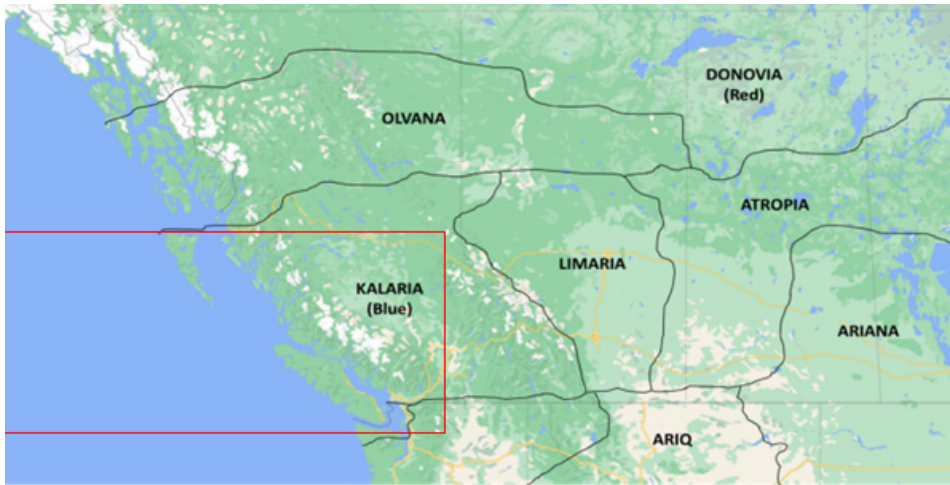 DONOVIA
(Red)
OLVANA
ATROPIA
LIMARIA
KALARIA
(Blue)
ARIANA
ARIQ